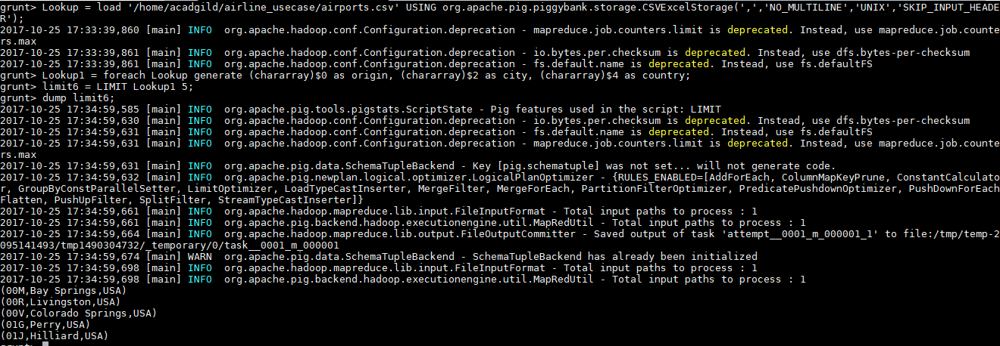 grunt> Lookup = load '/home/acadgild/airline_usecase/airports.csv' USING org.apache.pig.piggybank.storage.CSVExcelStorage(',','NO_MULTILINE','UNIX','SKIP_INPUT_HEADE
R');
2017-10-25 17:33:39,860 [main] INFO  org.apache.hadoop.conf.Configuration.deprecation - mapreduce.job.counters.limit is deprecated. Instead, use mapreduce.job.counte
rs.max
2017-10-25 17:33:39,861 [main] INFO  org.apache.hadoop.conf.Configuration.deprecation - io.bytes.per.checksum is deprecated. Instead, use dfs.bytes-per-checksum
2017-10-25 17:33:39,861 [main] INFO  org.apache.hadoop.conf.Configuration.deprecation - fs.default.name is deprecated. Instead, use fs.defaultFS
grunt> Lookup1 = foreach Lookup generate (chararray)$0 as origin, (chararray)$2 as city, (chararray)$4 as country;
grunt> limit6 = LIMIT Lookup1 5;
grunt> dump limit6;
2017-10-25 17:34:59,585 [main] INFO  org.apache.pig.tools.pigstats.ScriptState - Pig features used in the script: LIMIT
2017-10-25 17:34:59,630 [main] INFO  org.apache.hadoop.conf.Configuration.deprecation - io.bytes.per.checksum is deprecated. Instead, use dfs.bytes-per-checksum
2017-10-25 17:34:59,631 [main] INFO  org.apache.hadoop.conf.Configuration.deprecation - fs.default.name is deprecated. Instead, use fs.defaultFS
2017-10-25 17:34:59,631 [main] INFO  org.apache.hadoop.conf.Configuration.deprecation - mapreduce.job.counters.limit is deprecated. Instead, use mapreduce.job.counte
rs.max
2017-10-25 17:34:59,631 [main] INFO  org.apache.pig.data.SchemaTupleBackend - Key [pig.schematuple] was not set... will not generate code.
2017-10-25 17:34:59,632 [main] INFO  org.apache.pig.newplan.logical.optimizer.LogicalPlanOptimizer - {RULES_ENABLED=[AddForEach, ColumnMapKeyPrune, ConstantCalculato
r, GroupByConstParallelSetter, LimitOptimizer, LoadTypeCastInserter, MergeFilter, MergeForEach, PartitionFilterOptimizer, PredicatePushdownOptimizer, PushDownForEach
Flatten, PushUpFilter, SplitFilter, StreamTypeCastInserter]}
2017-10-25 17:34:59,661 [main] INFO  org.apache.hadoop.mapreduce.lib.input.FileInputFormat - Total input paths to process : 1
2017-10-25 17:34:59,661 [main] INFO  org.apache.pig.backend.hadoop.executionengine.util.MapRedUtil - Total input paths to process : 1
2017-10-25 17:34:59,664 [main] INFO  org.apache.hadoop.mapreduce.lib.output.FileOutputCommitter - Saved output of task 'attempt__0001_m_000001_1' to file:/tmp/temp-2
095141493/tmp1490304732/_temporary/0/task__0001_m_000001
2017-10-25 17:34:59,674 [main] WARN  org.apache.pig.data.SchemaTupleBackend - SchemaTupleBackend has already been initialized
2017-10-25 17:34:59,698 [main] INFO  org.apache.hadoop.mapreduce.lib.input.FileInputFormat - Total input paths to process : 1
2017-10-25 17:34:59,698 [main] INFO  org.apache.pig.backend.hadoop.executionengine.util.MapRedUtil - Total input paths to process : 1
(00M,Bay Springs,USA)
(00R,Livingston,USA)
(00V,Colorado Springs,USA)
(01G,Perry,USA)
(01J,Hilliard,USA)
grunt>